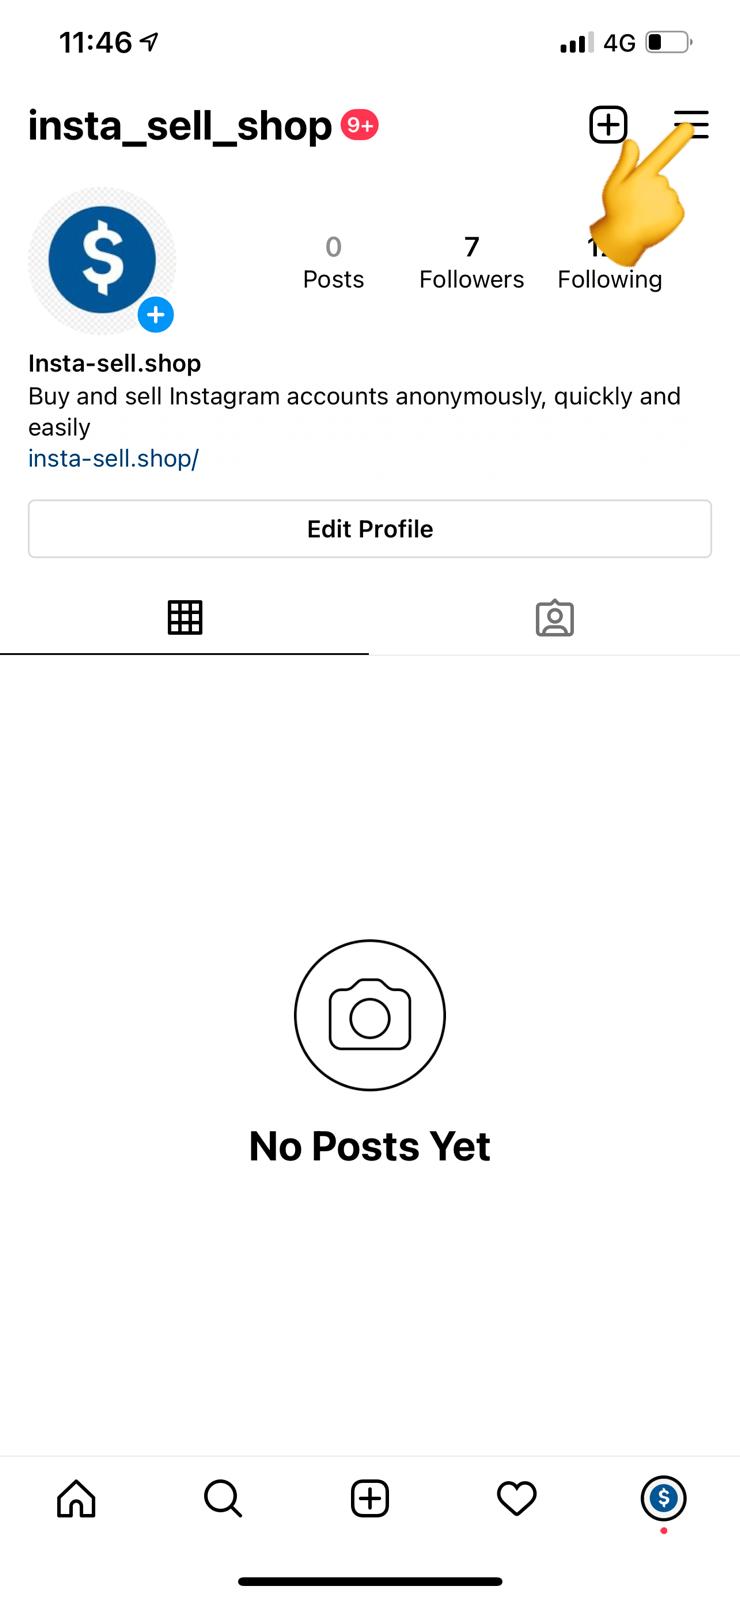 11:46
4G
insta_sell_shop 9+
0 7
Posts Followers Following
Insta-sell.shop
Buy and sell Instagram accounts anonymously, quickly and
easily
insta-sell.shop/
Edit Profile
No Posts Yet